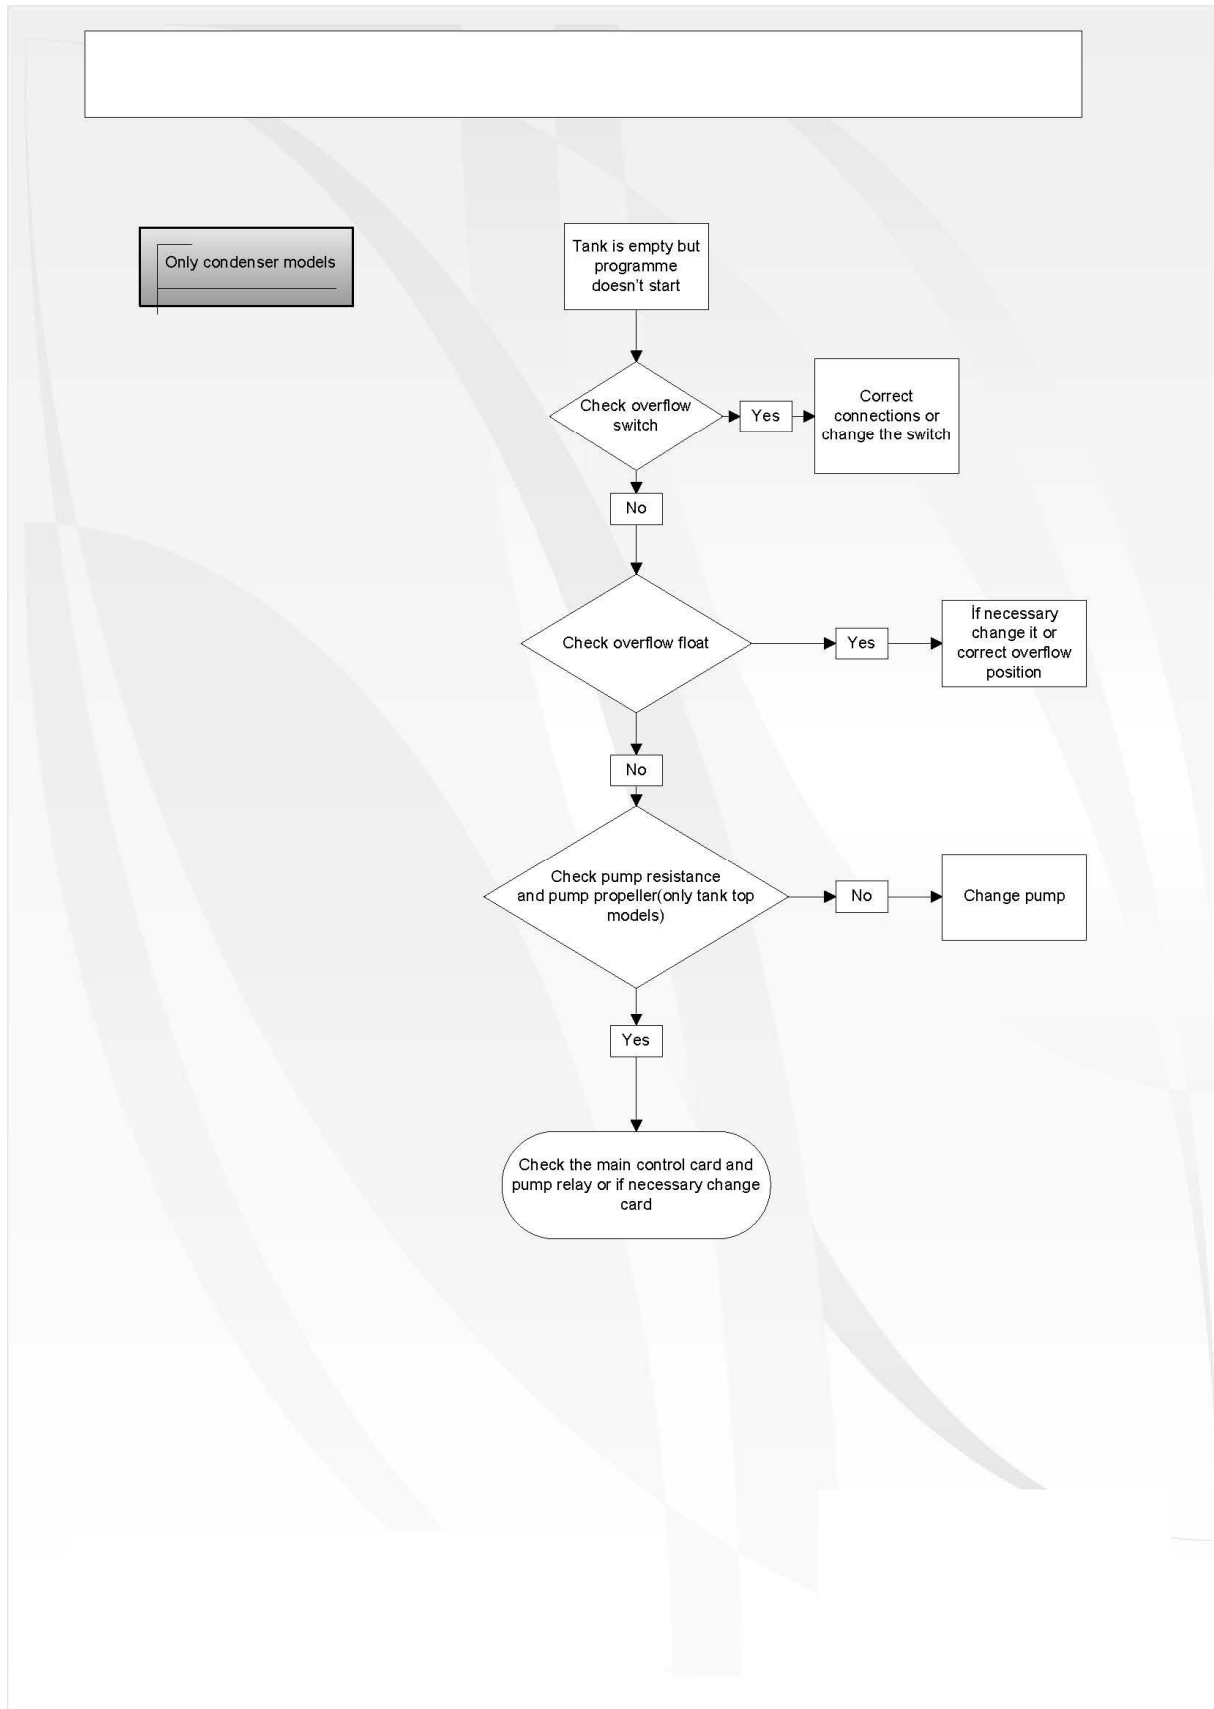 Only condenser models
Tank is empty but
programme
doesn't start
Check overflow
switch
Yes
Correct
connections or
change the switch
No
Check overflow float
Yes
İf necessary
change it or
correct overflow
position
No
Check pump resistance
and pump propeller(only tank top
models)
No
Change pump
Yes
Check the main control card and
pump relay or if necessary change
card